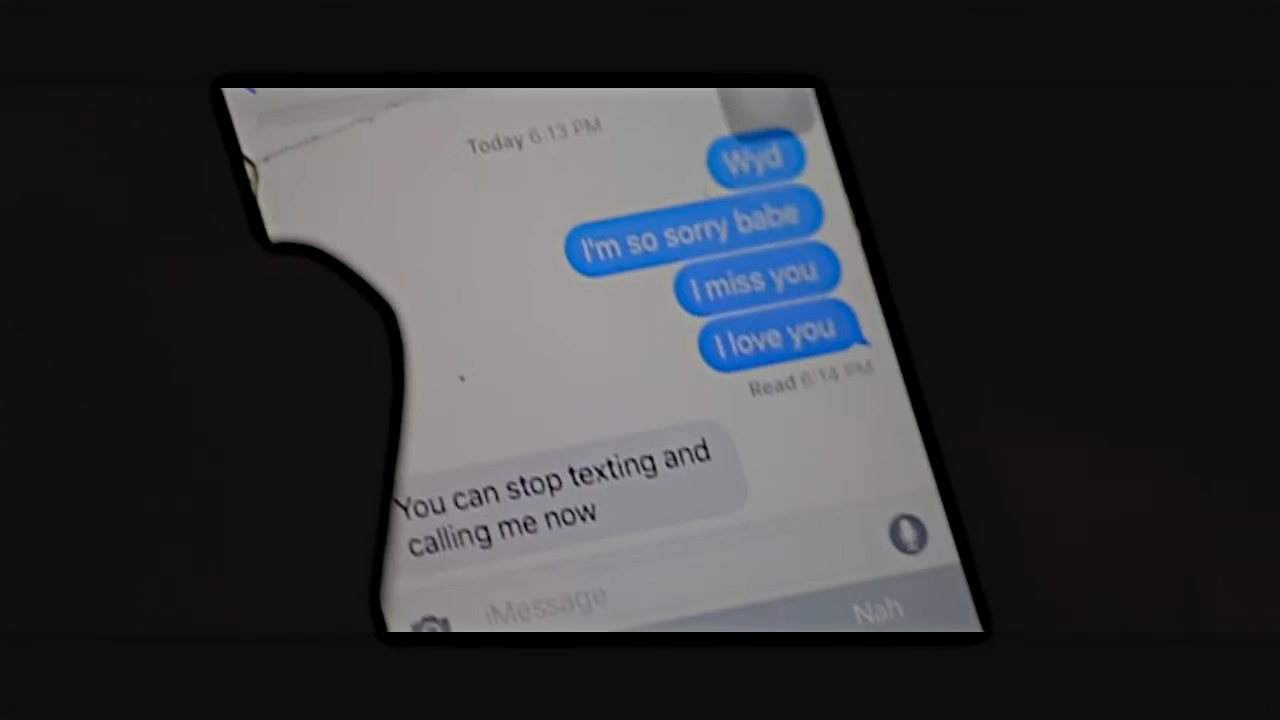 Today 6:13 PM
Wyd
I'm so sorry babe
I miss you
I love you
Read 6:14 PM
You can stop texting and
calling me now
iMessage
Nah